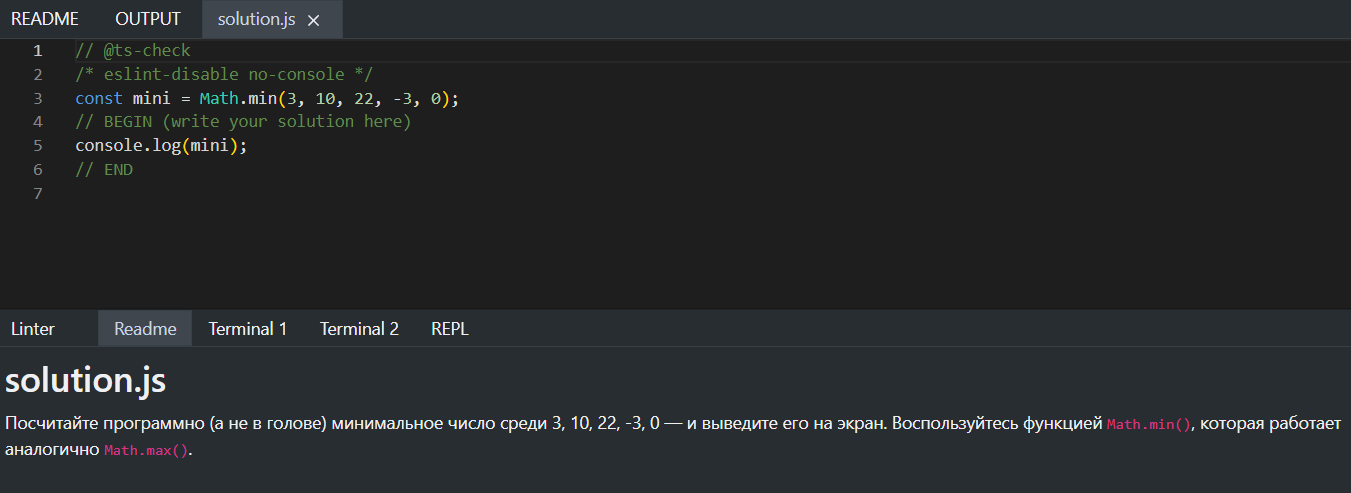 README OUTPUT solution.js ×
1 // @ts-check
2 /* eslint-disable no-console */
3 const mini = Math.min(3, 10, 22, -3, 0);
4 // BEGIN (write your solution here)
5 console.log(mini);
6 // END
7
Linter Readme Terminal 1 Terminal 2 REPL
solution.js
Посчитайте программно (а не в голове) минимальное число среди 3, 10, 22, -3, 0 — и выведите его на экран. Воспользуйтесь функцией Math.min(), которая работает
аналогично Math.max().